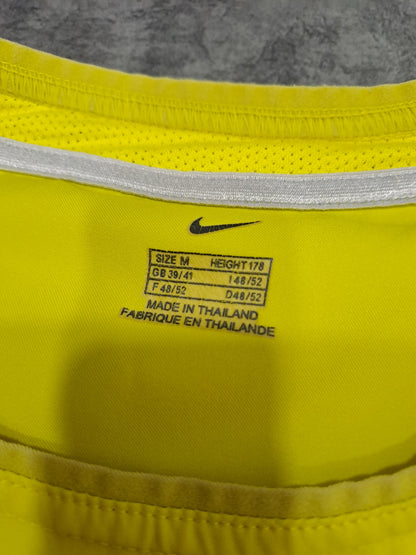 SIZE M HEIGHT 178
GB 39/41 I 48/52
F 48/52 D 48/52
MADE IN THAILAND
FABRIQUE EN THAILANDE